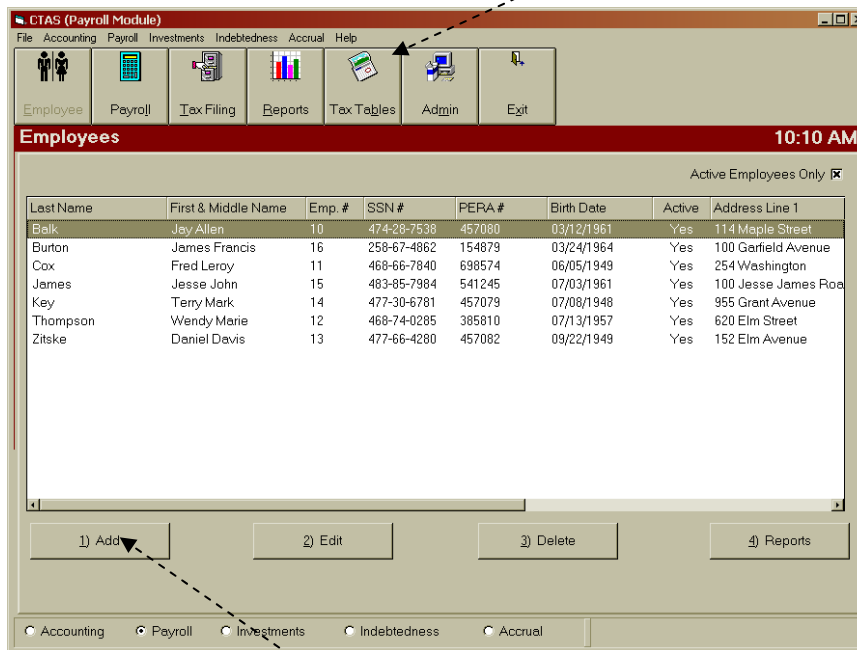 CTAS (Payroll Module)
File Accounting Payroll Investments Indebtedness Accrual Help
Employee Payroll Tax Filing Reports Tax Tables Admin Exit
Employees 10:10 AM
Active Employees Only
Last Name First & Middle Name Emp. # SSN # PERA # Birth Date Active Address Line 1
Balk Jay Allen 10 474-28-7538 457080 03/12/1961 Yes 114 Maple Street
Burton James Francis 16 258-67-4862 154879 03/24/1964 Yes 100 Garfield Avenue
Cox Fred Leroy 11 468-66-7840 698574 06/05/1949 Yes 254 Washington
James Jesse John 15 483-85-7984 541245 07/03/1961 Yes 100 Jesse James Roa
Key Terry Mark 14 477-30-6781 457079 07/08/1948 Yes 955 Grant Avenue
Thompson Wendy Marie 12 468-74-0285 385810 07/13/1957 Yes 620 Elm Street
Zitske Daniel Davis 13 477-66-4280 457082 09/22/1949 Yes 152 Elm Avenue
1) Add 2) Edit 3) Delete 4) Reports
Accounting Payroll Investments Indebtedness Accrual